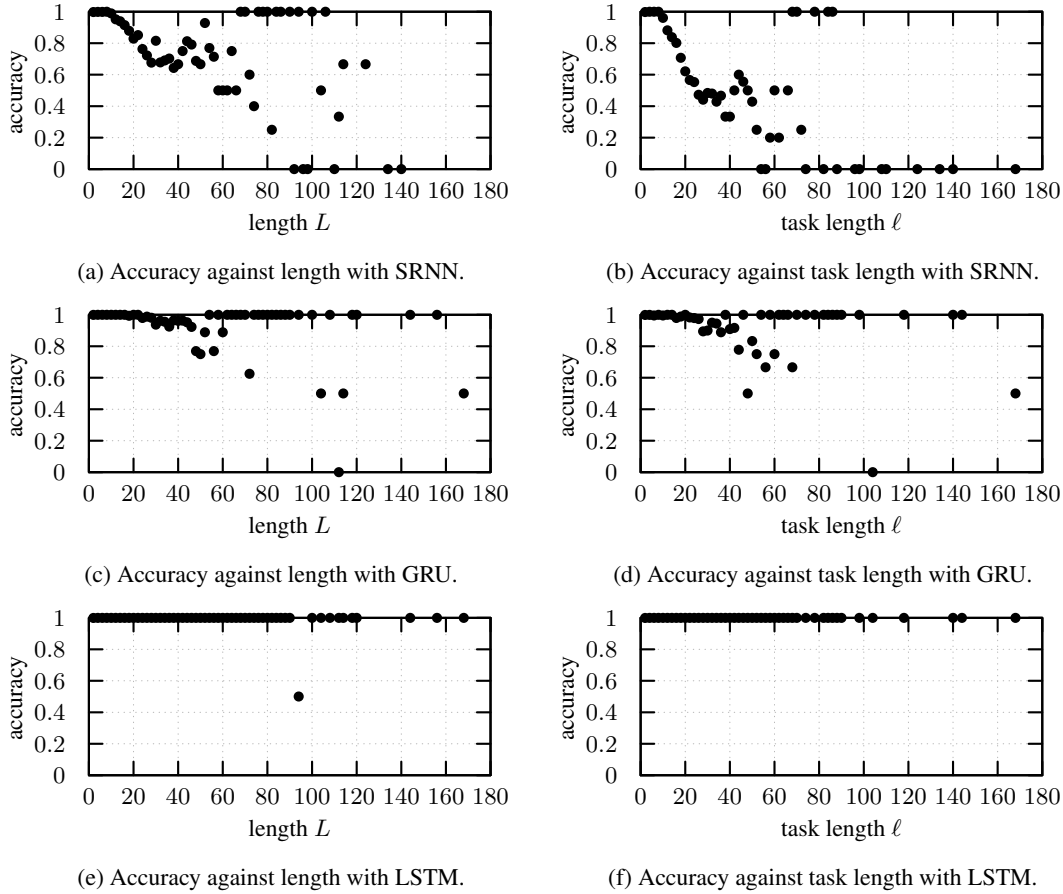 1
0.8
0.6
0.4
0.2
0
accuracy
0 20 40 60 80 100 120 140 160 180
length L
(a) Accuracy against length with SRNN.
1
0.8
0.6
0.4
0.2
0
accuracy
0 20 40 60 80 100 120 140 160 180
task length ℓ
(b) Accuracy against task length with SRNN.
1
0.8
0.6
0.4
0.2
0
accuracy
0 20 40 60 80 100 120 140 160 180
length L
(c) Accuracy against length with GRU.
1
0.8
0.6
0.4
0.2
0
accuracy
0 20 40 60 80 100 120 140 160 180
task length ℓ
(d) Accuracy against task length with GRU.
1
0.8
0.6
0.4
0.2
0
accuracy
0 20 40 60 80 100 120 140 160 180
length L
(e) Accuracy against length with LSTM.
1
0.8
0.6
0.4
0.2
0
accuracy
0 20 40 60 80 100 120 140 160 180
task length ℓ
(f) Accuracy against task length with LSTM.